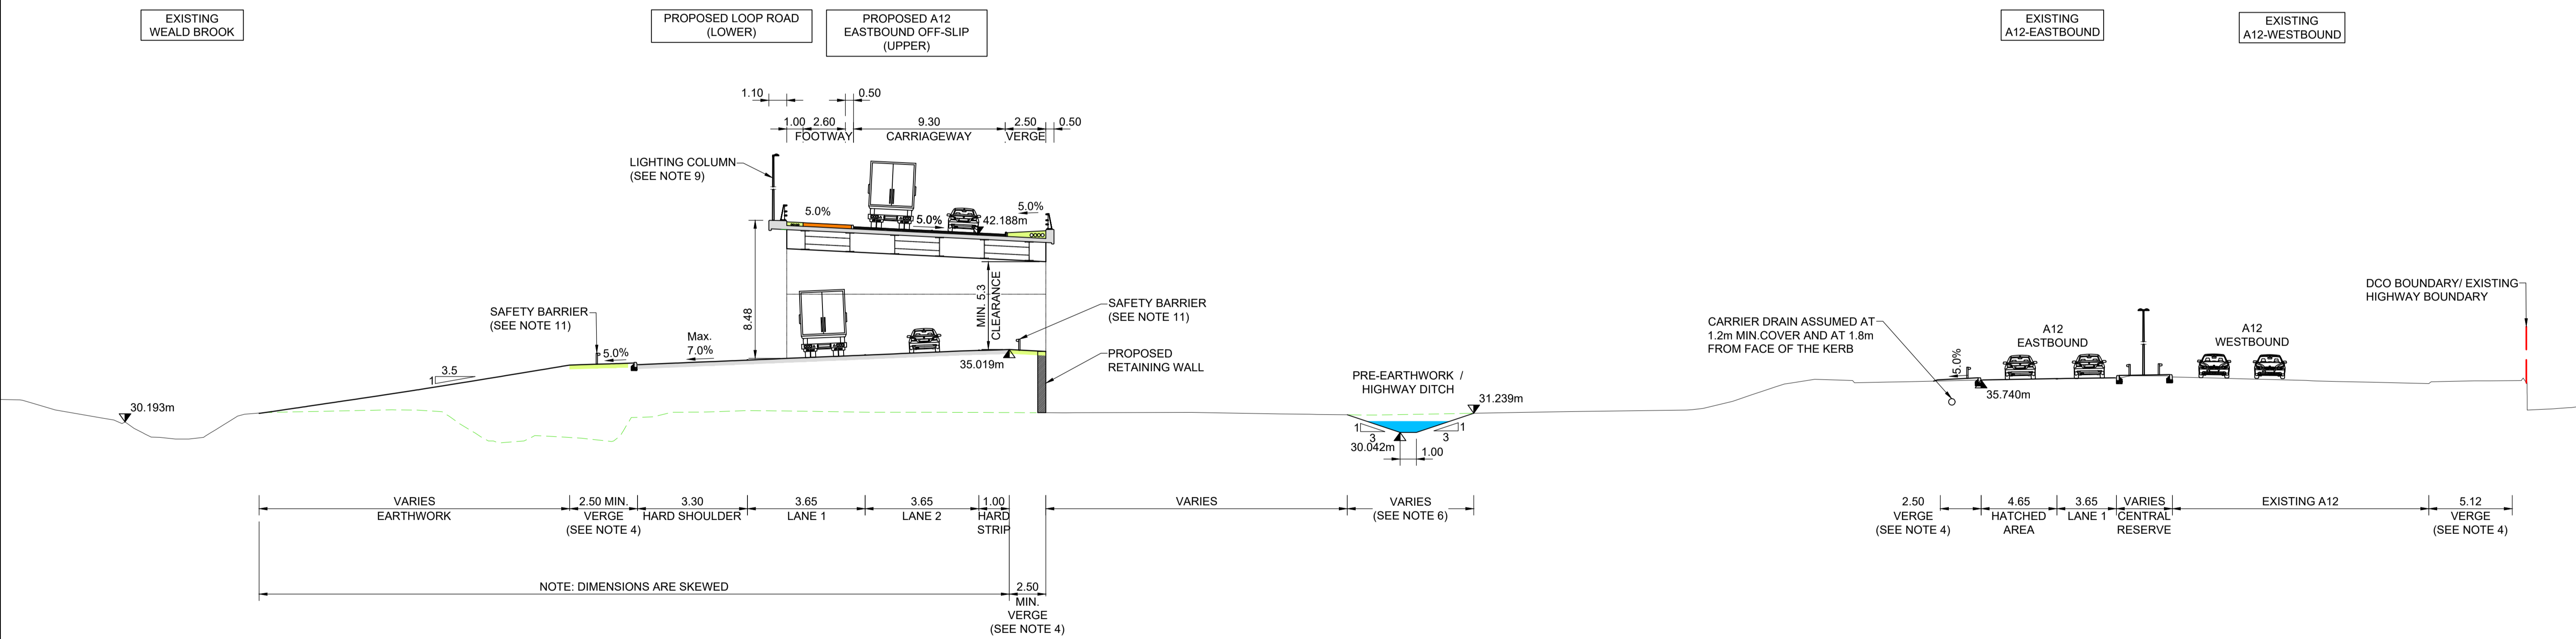 EXISTING
WEALD BROOK
PROPOSED LOOP ROAD
(LOWER)
PROPOSED A12
EASTBOUND OFF-SLIP
(UPPER)
EXISTING
A12-EASTBOUND
EXISTING
A12-WESTBOUND
1.10
0.50
1.00
2.60
9.30
2.50
0.50
FOOTWAY
CARRIAGEWAY
VERGE
LIGHTING COLUMN
(SEE NOTE 9)
5.0%
5.0%
5.0%
42.188m
8.48
MIN. 5.3
CLEARANCE
SAFETY BARRIER
(SEE NOTE 11)
5.0%
Max.
7.0%
35.019m
SAFETY BARRIER
(SEE NOTE 11)
PROPOSED
RETAINING WALL
3.5
1
30.193m
PRE-EARTHWORK /
HIGHWAY DITCH
31.239m
1
3
3
1
30.042m
1.00
CARRIER DRAIN ASSUMED AT
1.2m MIN.COVER AND AT 1.8m
FROM FACE OF THE KERB
5.0%
A12
EASTBOUND
A12
WESTBOUND
35.740m
DCO BOUNDARY/ EXISTING
HIGHWAY BOUNDARY
VARIES
EARTHWORK
2.50 MIN.
VERGE
(SEE NOTE 4)
3.30
HARD SHOULDER
3.65
LANE 1
3.65
LANE 2
1.00
HARD
STRIP
VARIES
VARIES
(SEE NOTE 6)
2.50
VERGE
(SEE NOTE 4)
4.65
HATCHED
AREA
3.65
LANE 1
VARIES
CENTRAL
RESERVE
EXISTING A12
5.12
VERGE
(SEE NOTE 4)
NOTE: DIMENSIONS ARE SKEWED
2.50
MIN.
VERGE
(SEE NOTE 4)